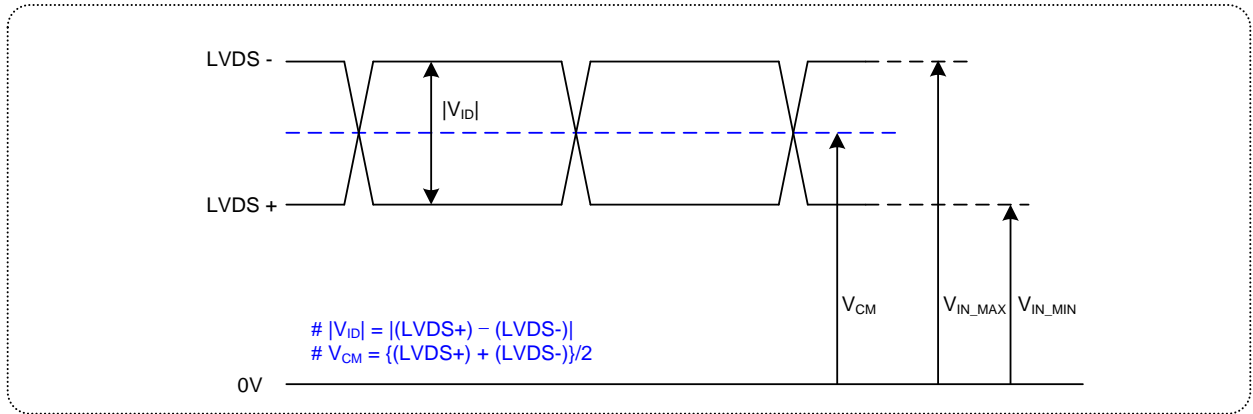 LVDS -
|VID|
LVDS +
VCM
VIN_MAX
VIN_MIN
# |VID| = |(LVDS+) – (LVDS-)|
# VCM = {(LVDS+) + (LVDS-)}/2
0V